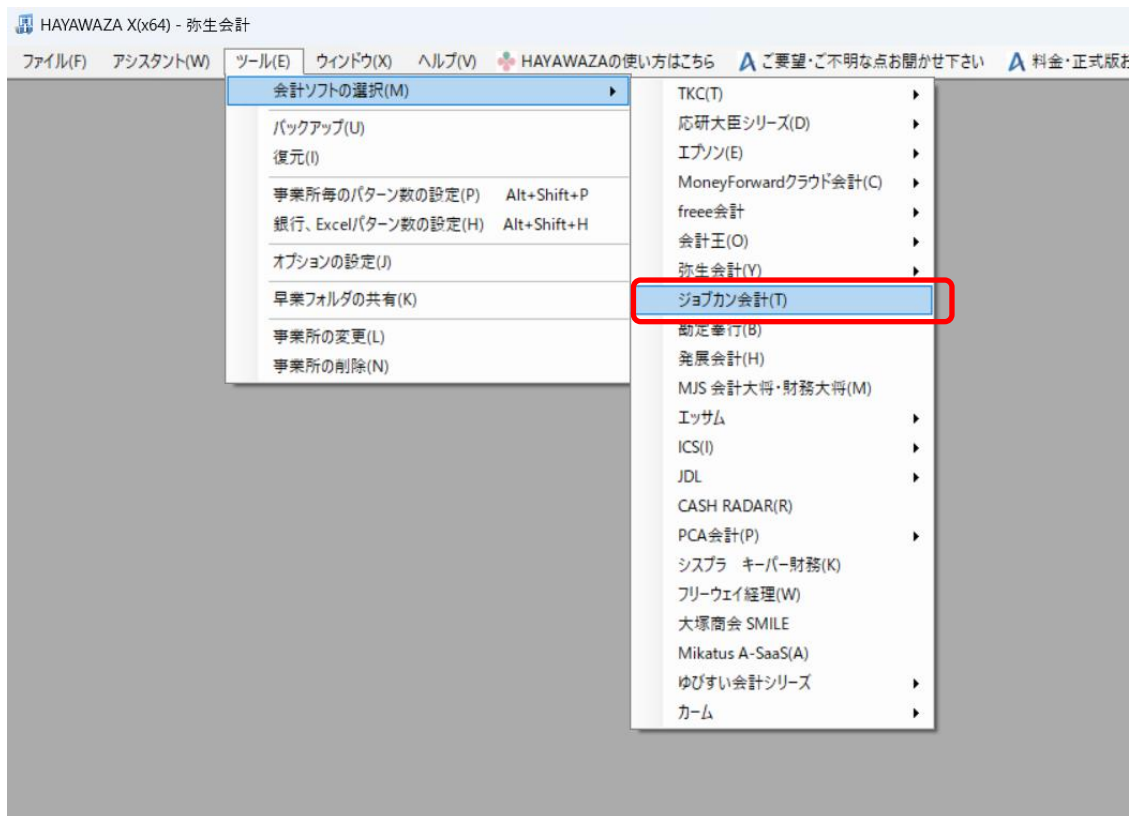 HAYAWAZA X(x64) - 弥生会計
ファイル(F) アシスタント(W) ツール(E) ウィンドウ(X) ヘルプ(V) HAYAWAZAの使い方はこちら ご要望・ご不明な点お聞かせ下さい 料金・正式版お
会計ソフトの選択(M)
バックアップ(U)
復元(I)
事業所毎のパターン数の設定(P) Alt+Shift+P
銀行、Excelパターン数の設定(H) Alt+Shift+H
オプションの設定(J)
早業フォルダの共有(K)
事業所の変更(L)
事業所の削除(N)
TKC(T)
応研大臣シリーズ(D)
エプソン(E)
MoneyForwardクラウド会計(C)
freee会計
会計王(O)
弥生会計(Y)
ジョブカン会計(T)
勘定奉行(B)
発展会計(H)
MJS 会計大将・財務大将(M)
エッサム
ICS(I)
JDL
CASH RADAR(R)
PCA会計(P)
シスプラ キーパー財務(K)
フリーウェイ経理(W)
大塚商会 SMILE
Mikatus A-SaaS(A)
ゆびすい会計シリーズ
カーム